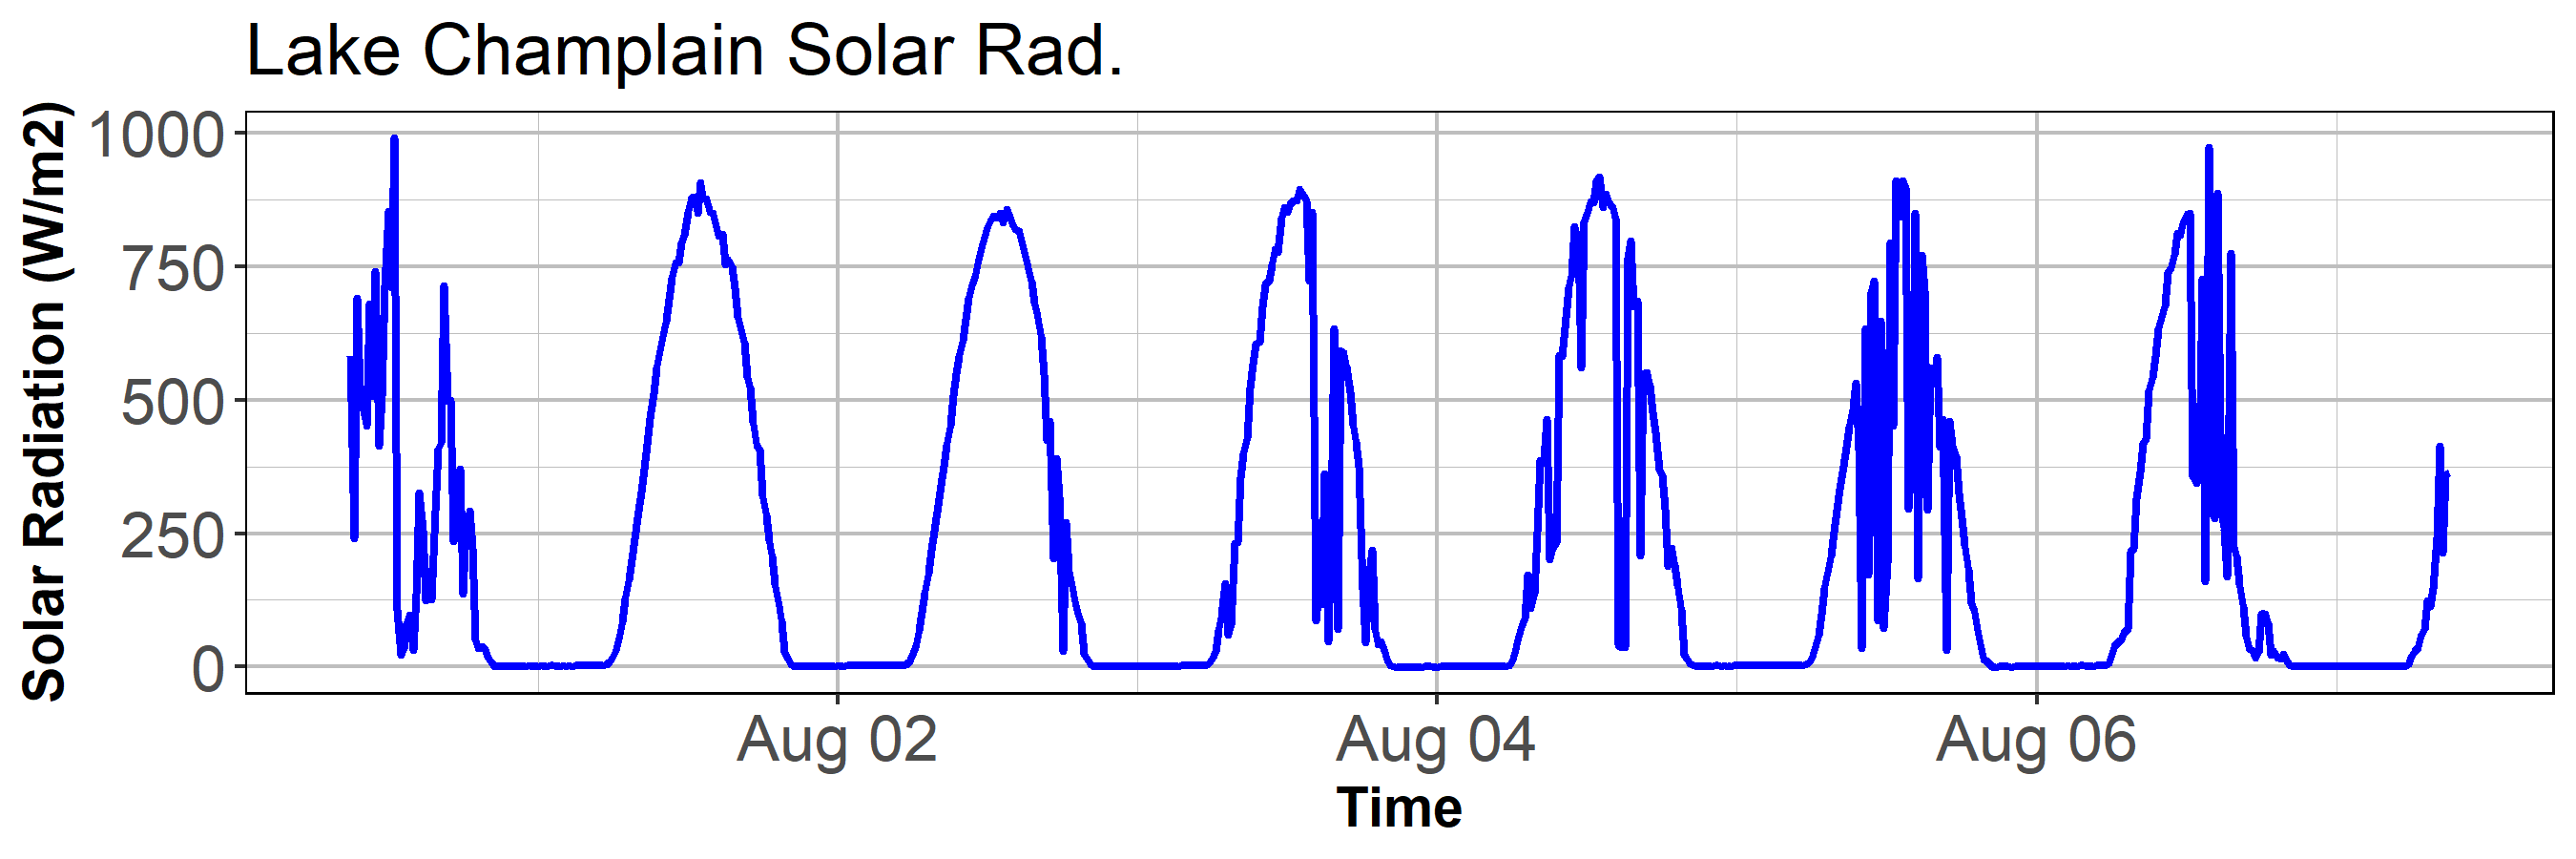 Lake Champlain Solar Rad.
Solar Radiation (W/m2)
1000
750
500
250
0
Aug 02
Aug 04
Aug 06
Time